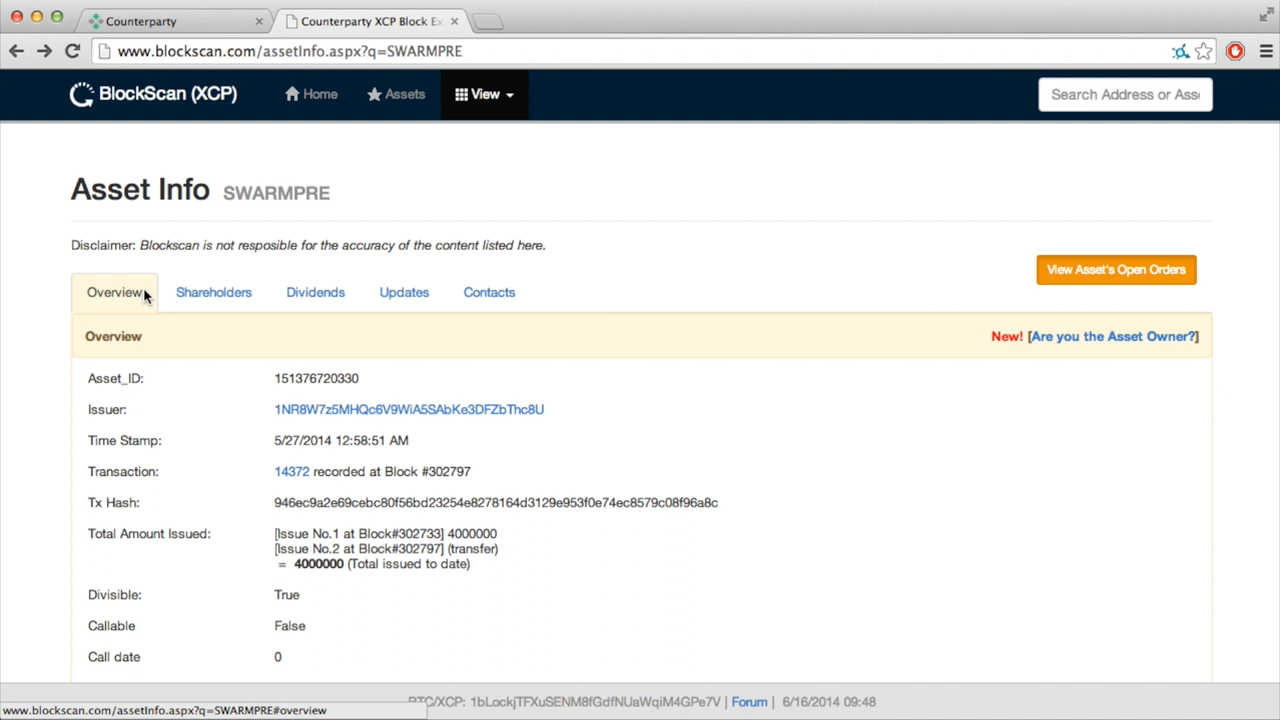 Counterparty
Counterparty XCP Block Ex
www.blockscan.com/assetInfo.aspx?q=SWARMPRE
BlockScan (XCP)
Home
Assets
View
Search Address or Ass
Asset Info SWARMPRE
Disclaimer: Blockscan is not resposible for the accuracy of the content listed here.
View Asset's Open Orders
Overview
Shareholders
Dividends
Updates
Contacts
Overview
New! [Are you the Asset Owner?]
Asset_ID: 151376720330
Issuer: 1NR8W7z5MHQc6V9WiA5SAbKe3DFZbThc8U
Time Stamp: 5/27/2014 12:58:51 AM
Transaction: 14372 recorded at Block #302797
Tx Hash: 946ec9a2e69cebc80f56bd23254e8278164d3129e953f0e74ec8579c08f96a8c
Total Amount Issued: [Issue No.1 at Block#302733] 4000000
[Issue No.2 at Block#302797] (transfer)
= 4000000 (Total issued to date)
Divisible: True
Callable False
Call date 0
BTC/XCP: 1bLockjTFXuSENM8fGdfNUaWqiM4GPe7V | Forum | 6/16/2014 09:48
www.blockscan.com/assetInfo.aspx?q=SWARMPRE#overview